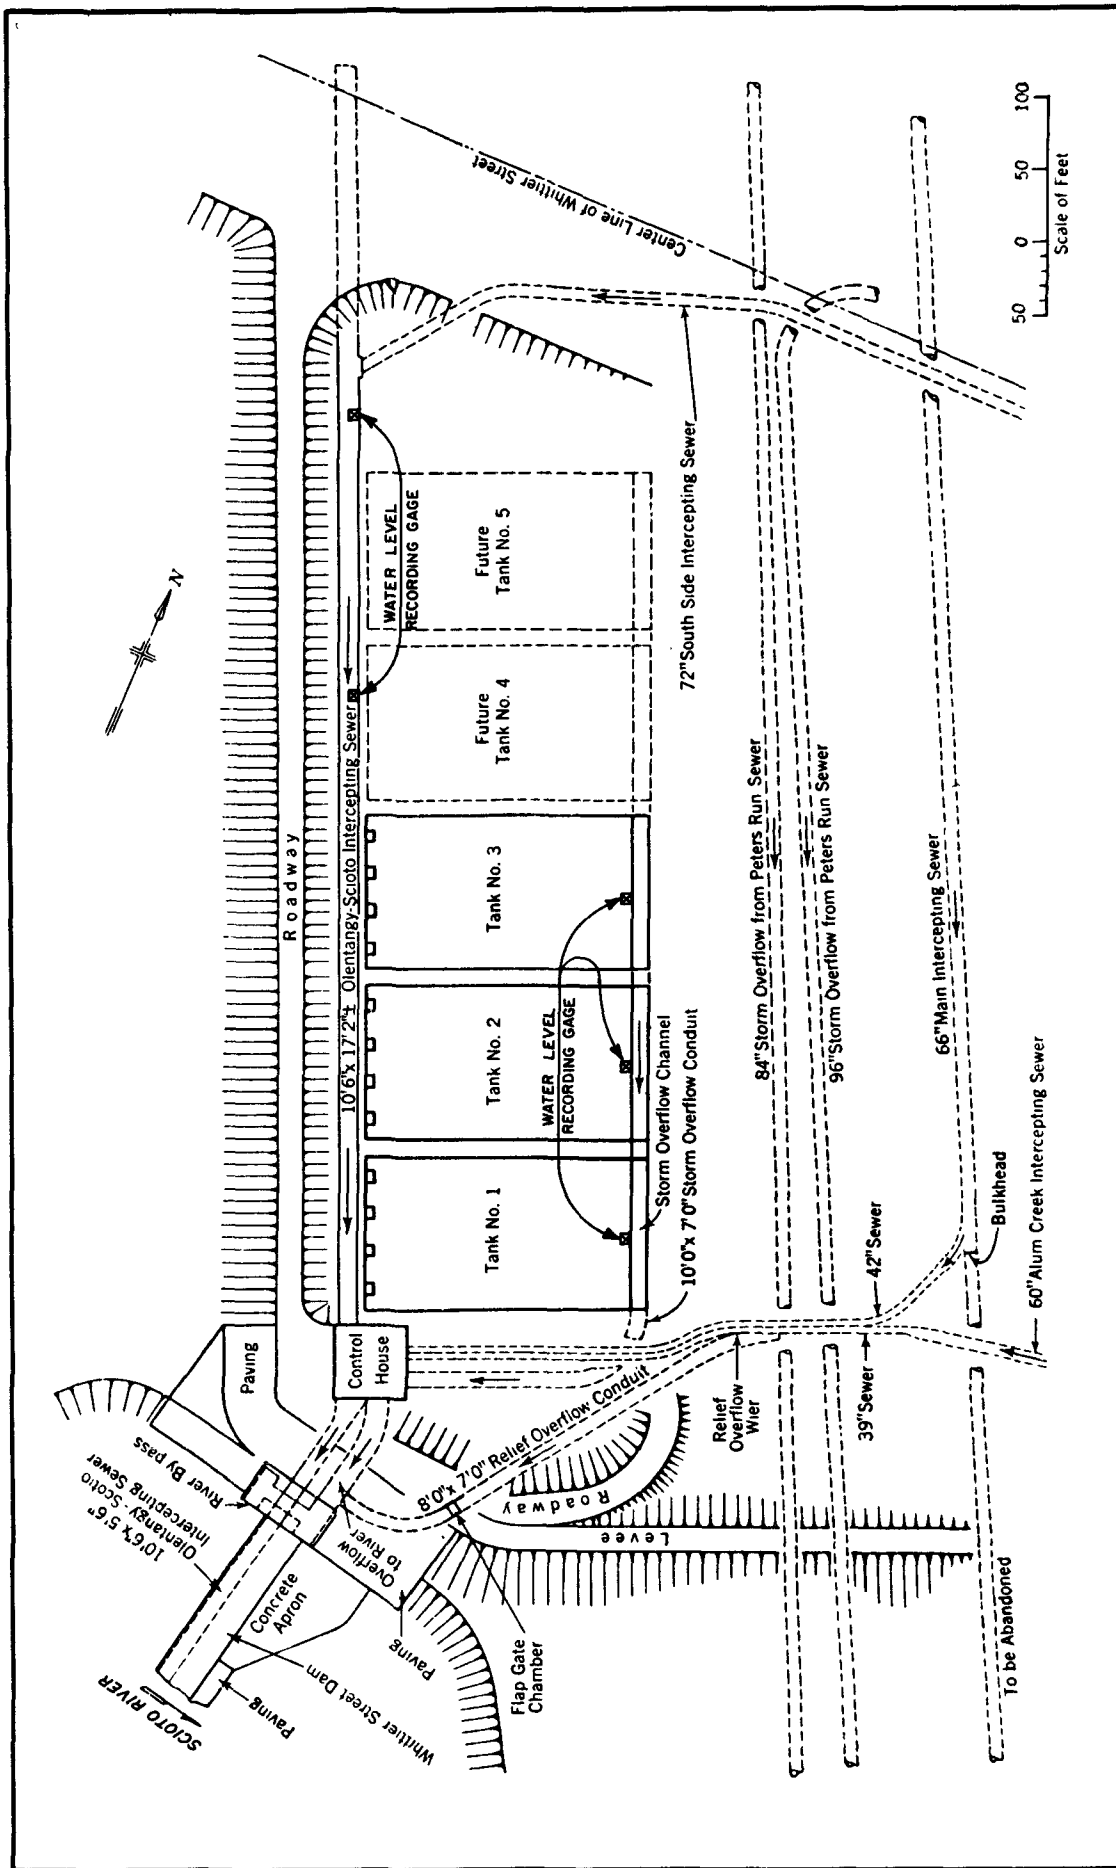 N
Roadway
10'6"x 17'2"± Olentangy-Scioto Intercepting Sewer
WATER LEVEL
RECORDING GAGE
Future
Tank No. 5
Future
Tank No. 4
Tank No. 3
Tank No. 2
Tank No. 1
WATER LEVEL
RECORDING GAGE
Storm Overflow Channel
10'0"x 7'0" Storm Overflow Conduit
Center Line of Whittier Street
72" South Side Intercepting Sewer
84" Storm Overflow from Peters Run Sewer
96" Storm Overflow from Peters Run Sewer
66" Main Intercepting Sewer
42" Sewer
Bulkhead
60" Alum Creek Intercepting Sewer
39" Sewer
Relief
Overflow
Wier
8'0"x 7'0" Relief Overflow Conduit
Control
House
Paving
River By pass
10'6"x 5'6"
Olentangy - Scioto
Intercepting Sewer
Concrete
Apron
Overflow
to River
Paving
Whittier Street Dam
Paving
SCIOTO RIVER
Flap Gate
Chamber
Roadway
Levee
To be Abandoned
50 0 50 100
Scale of Feet